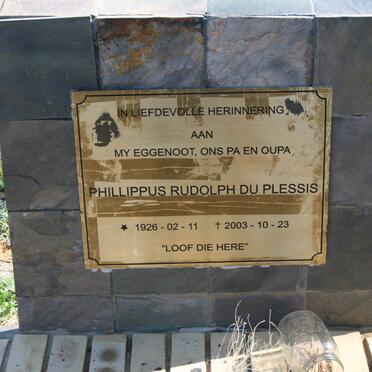 IN LIEFDEVOLLE HERINNERING
AAN
MY EGGENOOT, ONS PA EN OUPA
PHILLIPPUS RUDOLPH DU PLESSIS
★ 1926 - 02 - 11 † 2003 - 10 - 23
"LOOF DIE HERE"